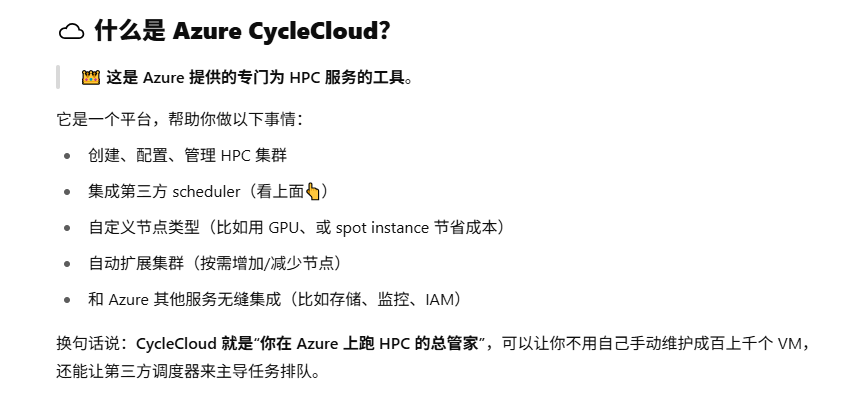 什么是 Azure CycleCloud？
👑 这是 Azure 提供的专门为 HPC 服务的工具。
它是一个平台，帮助你做以下事情：
• 创建、配置、管理 HPC 集群
• 集成第三方 scheduler（看上面👆）
• 自定义节点类型（比如用 GPU、或 spot instance 节省成本）
• 自动扩展集群（按需增加/减少节点）
• 和 Azure 其他服务无缝集成（比如存储、监控、IAM）
换句话说：CycleCloud 就是“你在 Azure 上跑 HPC 的总管家”，可以让你不用自己手动维护成百上千个 VM，
还能让第三方调度器来主导任务排队。